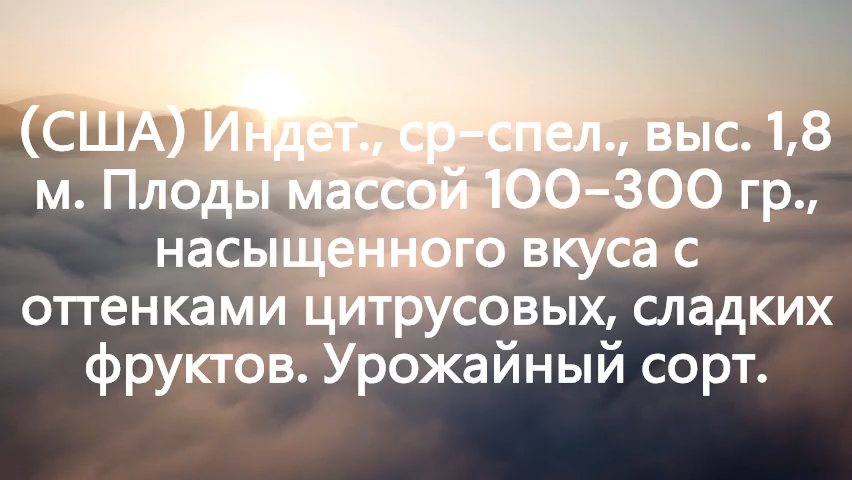 (США) Индет., ср-спел., выс. 1,8
м. Плоды массой 100-300 гр.,
насыщенного вкуса с
оттенками цитрусовых, сладких
фруктов. Урожайный сорт.